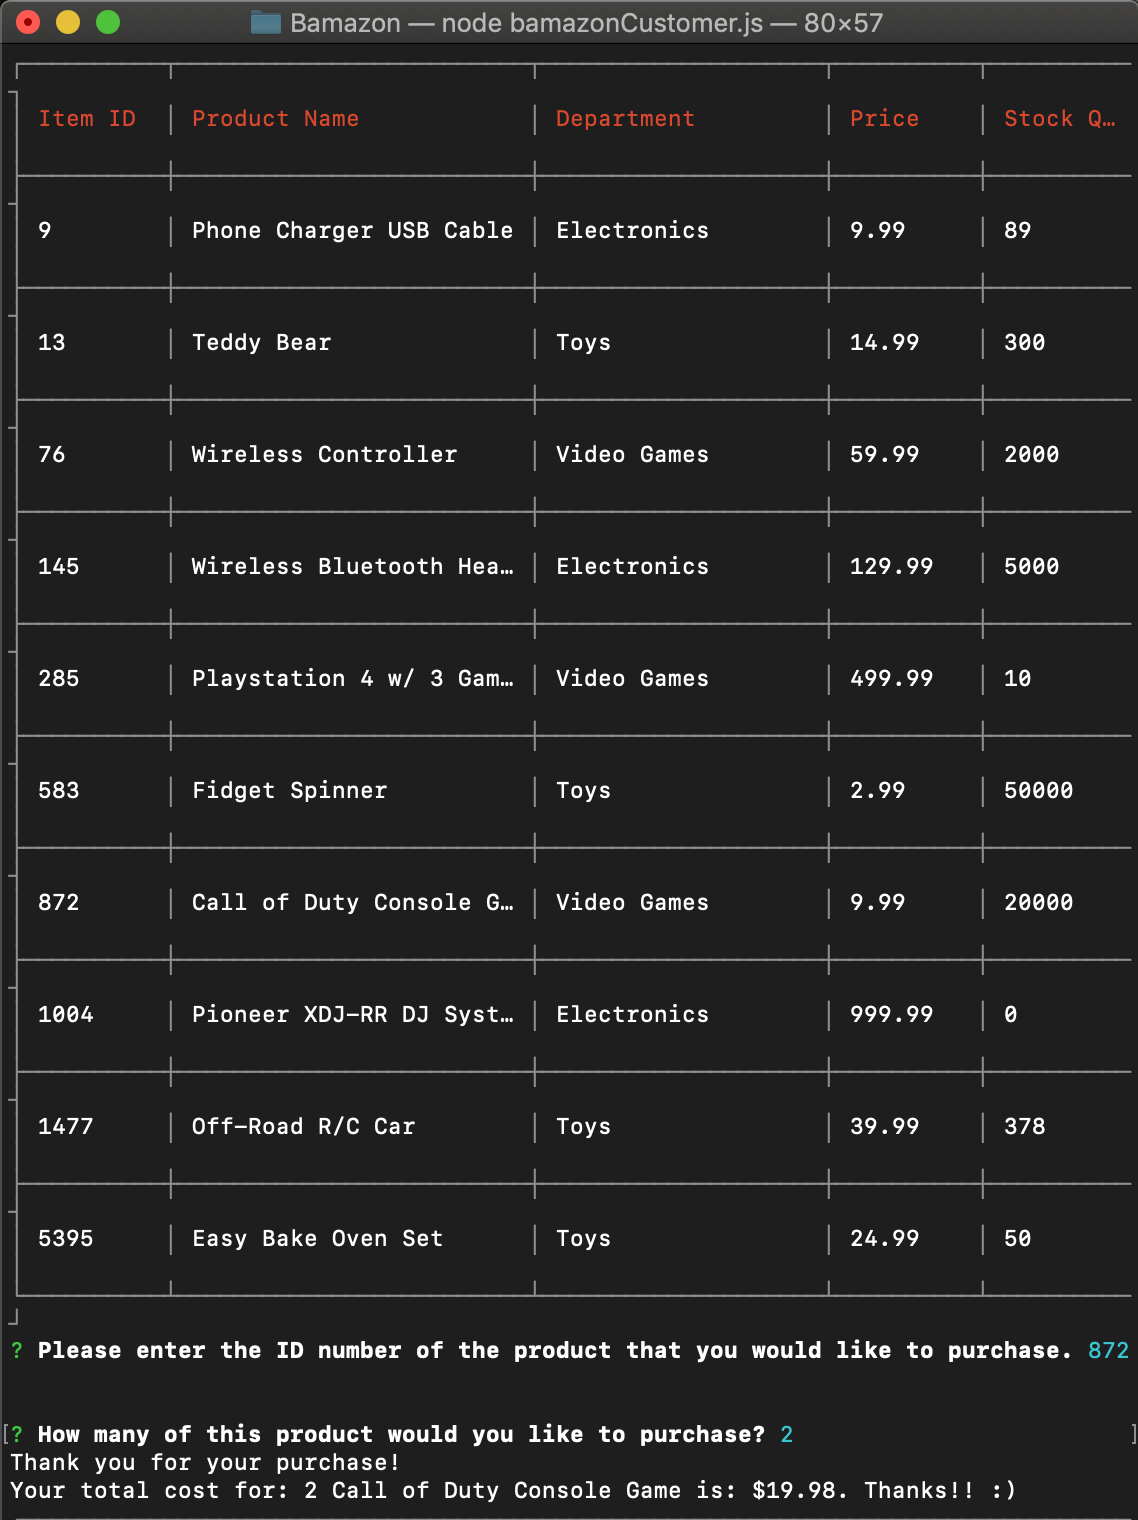 Bamazon — node bamazonCustomer.js — 80×57
Item ID Product Name Department Price Stock Q…
9 Phone Charger USB Cable Electronics 9.99 89
13 Teddy Bear Toys 14.99 300
76 Wireless Controller Video Games 59.99 2000
145 Wireless Bluetooth Hea… Electronics 129.99 5000
285 Playstation 4 w/ 3 Gam… Video Games 499.99 10
583 Fidget Spinner Toys 2.99 50000
872 Call of Duty Console G… Video Games 9.99 20000
1004 Pioneer XDJ-RR DJ Syst… Electronics 999.99 0
1477 Off-Road R/C Car Toys 39.99 378
5395 Easy Bake Oven Set Toys 24.99 50
? Please enter the ID number of the product that you would like to purchase. 872
[? How many of this product would you like to purchase? 2 ]
Thank you for your purchase!
Your total cost for: 2 Call of Duty Console Game is: $19.98. Thanks!! :)